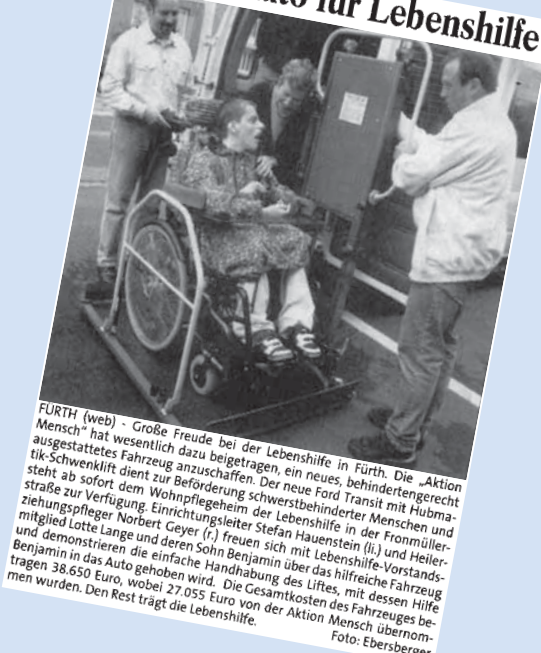 für Lebenshilfe
FÜRTH (web) - Große Freude bei der Lebenshilfe in Fürth. Die „Aktion
Mensch" hat wesentlich dazu beigetragen, ein neues, behindertengerecht
ausgestattetes Fahrzeug anzuschaffen. Der neue Ford Transit mit Hubma-
tik-Schwenklift dient zur Beförderung schwerstbehinderter Menschen und
steht ab sofort dem Wohnpflegeheim der Lebenshilfe in der Fronmüller-
straße zur Verfügung. Einrichtungsleiter Stefan Hauenstein (li.) und Heiler-
ziehungspfleger Norbert Geyer (r.) freuen sich mit Lebenshilfe-Vorstands-
mitglied Lotte Lange und deren Sohn Benjamin über das hilfreiche Fahrzeug
und demonstrieren die einfache Handhabung des Liftes, mit dessen Hilfe
Benjamin in das Auto gehoben wird. Die Gesamtkosten des Fahrzeuges be-
tragen 38.650 Euro, wobei 27.055 Euro von der Aktion Mensch übernom-
men wurden. Den Rest trägt die Lebenshilfe.
Foto: Ebersberger